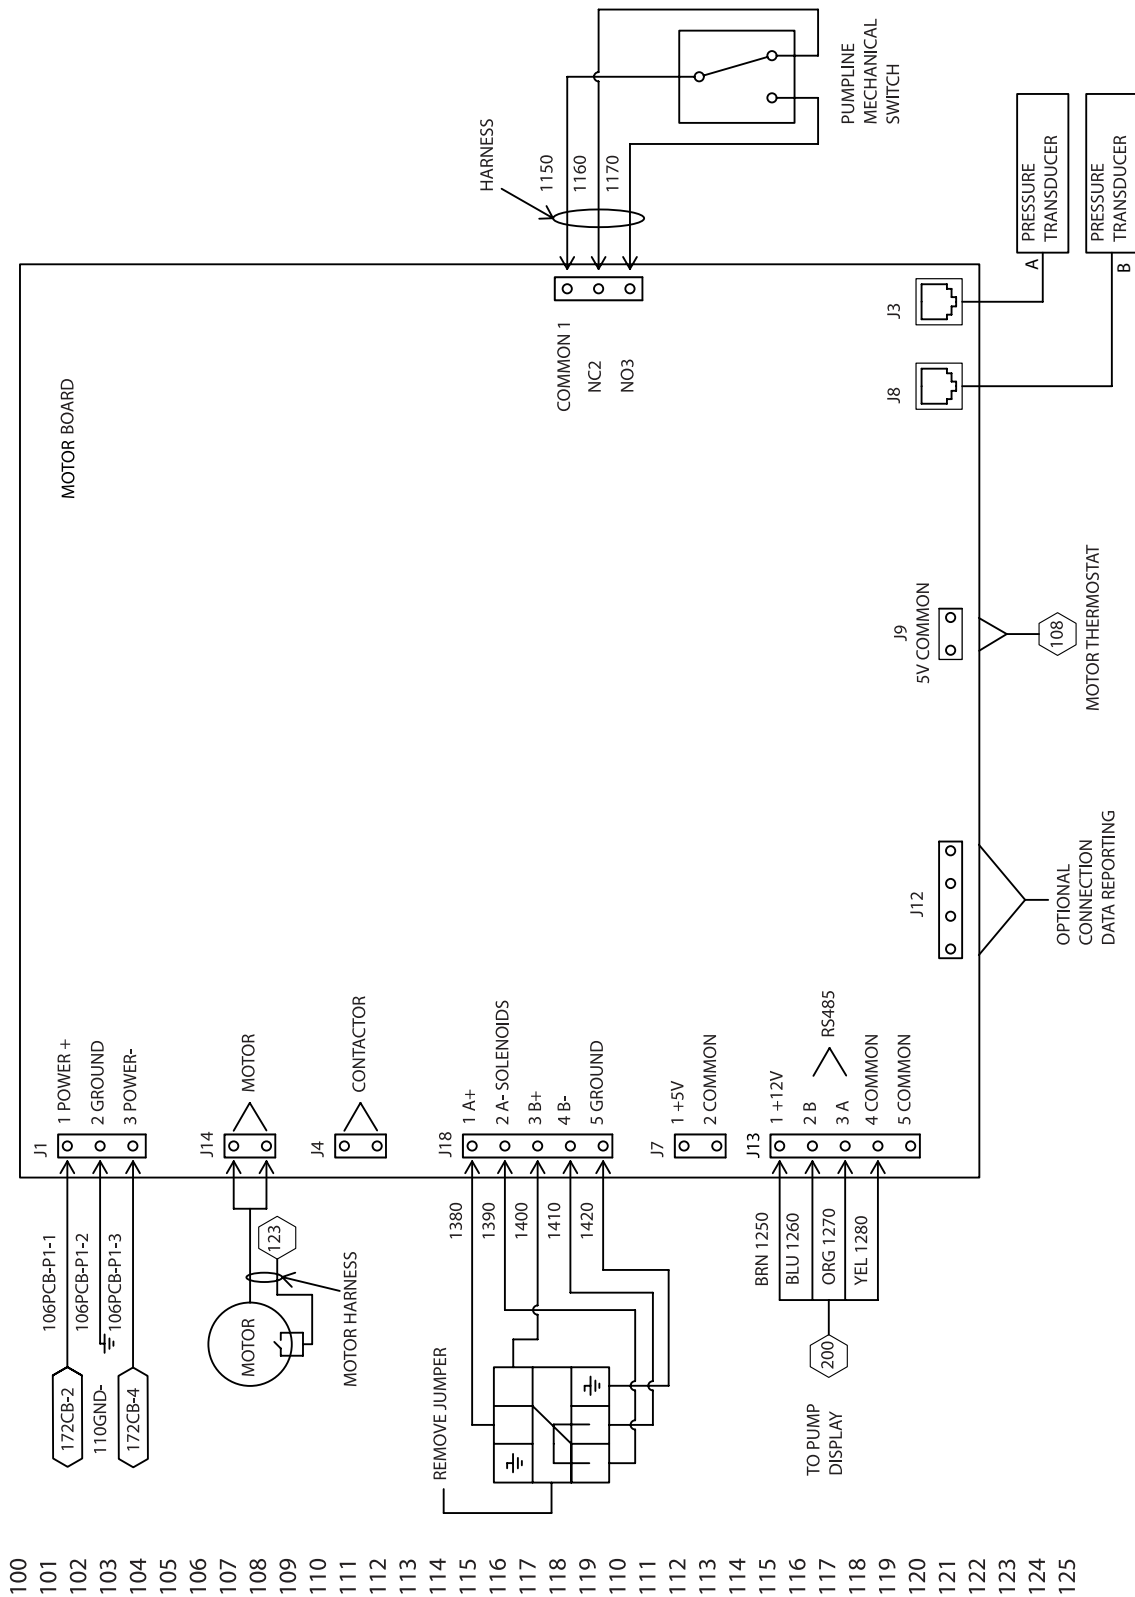 MOTOR BOARD
J1
1 POWER +
2 GROUND
3 POWER-
106PCB-P1-1
106PCB-P1-2
106PCB-P1-3
172CB-2
110GND-
172CB-4
J14
MOTOR
123
MOTOR
MOTOR HARNESS
J4
CONTACTOR
J18
1 A+
2 A- SOLENOIDS
3 B+
4 B-
5 GROUND
1380
1390
1400
1410
1420
REMOVE JUMPER
J7
1 +5V
2 COMMON
J13
1 +12V
2 B
3 A
RS485
4 COMMON
5 COMMON
BRN 1250
BLU 1260
ORG 1270
YEL 1280
200
TO PUMP
DISPLAY
J12
OPTIONAL
CONNECTION
DATA REPORTING
J9
5V COMMON
108
MOTOR THERMOSTAT
J8
J3
A
PRESSURE
TRANSDUCER
B
PRESSURE
TRANSDUCER
COMMON 1
NC2
NO3
HARNESS
1150
1160
1170
PUMPLINE
MECHANICAL
SWITCH
100
101
102
103
104
105
106
107
108
109
110
111
112
113
114
115
116
117
118
119
110
111
112
113
114
115
116
117
118
119
120
121
122
123
124
125